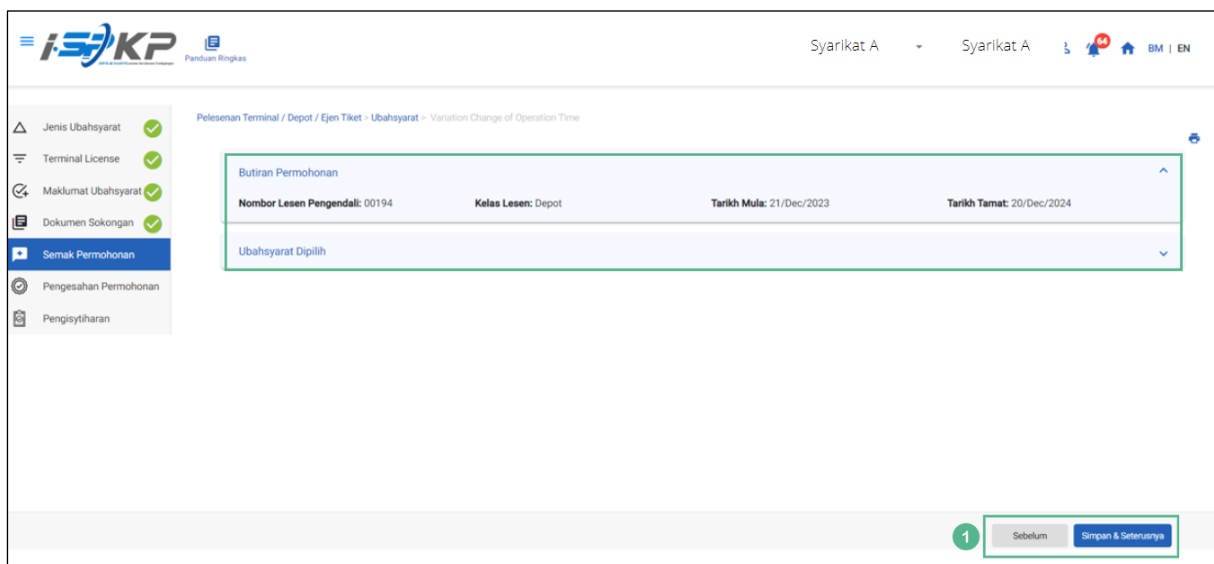 i-SPKP
Panduan Ringkas
Syarikat A
Syarikat A
64
BM | EN
Pelesenan Terminal / Depot / Ejen Tiket > Ubahsyarat > Variation Change of Operation Time
Jenis Ubahsyarat
Terminal License
Maklumat Ubahsyarat
Dokumen Sokongan
Semak Permohonan
Pengesahan Permohonan
Pengisytiharan
Butiran Permohonan
Nombor Lesen Pengendali: 00194 Kelas Lesen: Depot Tarikh Mula: 21/Dec/2023 Tarikh Tamat: 20/Dec/2024
Ubahsyarat Dipilih
1 Sebelum Simpan & Seterusnya